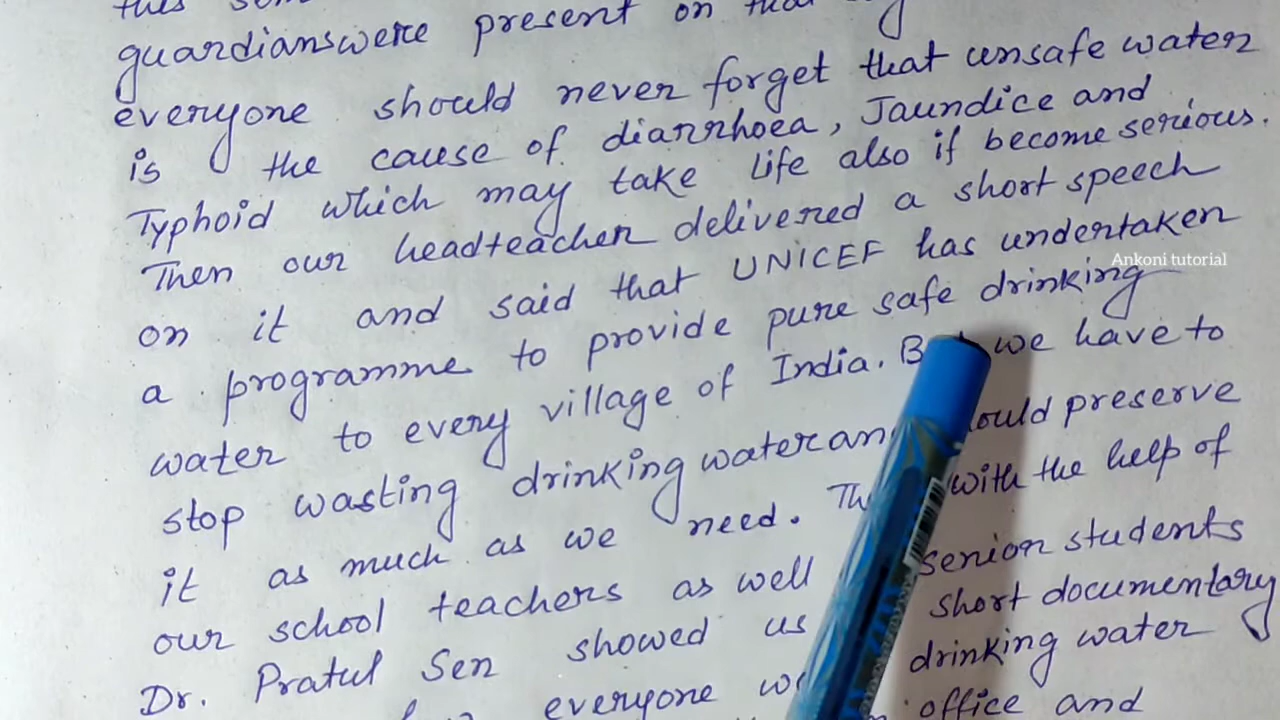 guardianswere present on
everyone should never forget that unsafe water
is the cause of diarrhoea, Jaundice and
Typhoid which may take life also if become serious.
Then our headteacher delivered a short speech
on it and said that UNICEF has undertaken
Ankoni tutorial
a programme to provide pure safe drinking
water to every village of India. we have to
stop wasting drinking water preserve
it as much as we need. with the help of
our school teachers as well senior students
Dr. Pratul Sen showed us short documentary
everyone drinking water
office and